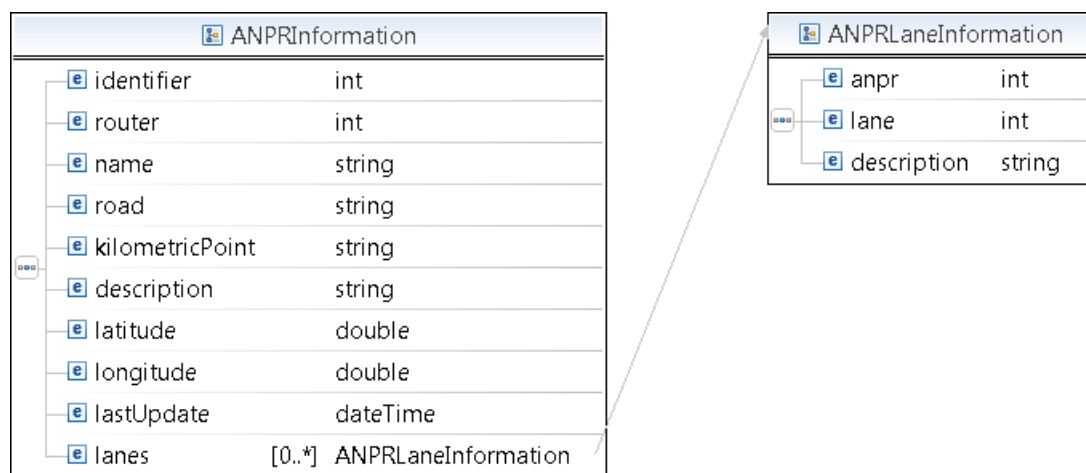 ANPRInformation
e identifier int
e router int
e name string
e road string
e kilometricPoint string
e description string
e latitude double
e longitude double
e lastUpdate dateTime
e lanes [0..*] ANPRLaneInformation
ANPRLaneInformation
e anpr int
e lane int
e description string